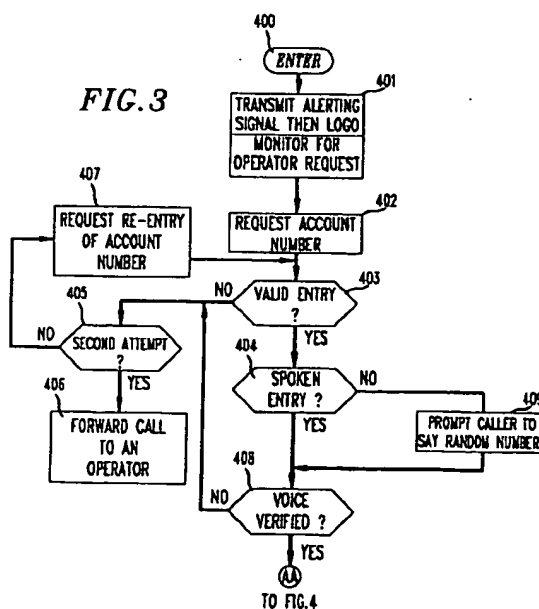 400
ENTER
FIG.3
401
TRANSMIT ALERTING
SIGNAL THEN LOGO
MONITOR FOR
OPERATOR REQUEST
407
REQUEST RE-ENTRY
OF ACCOUNT
NUMBER
402
REQUEST ACCOUNT
NUMBER
403
VALID ENTRY
?
NO
YES
405
SECOND ATTEMPT
?
NO
YES
404
SPOKEN
ENTRY ?
NO
YES
409
PROMPT CALLER TO
SAY RANDOM NUMBER
406
FORWARD CALL
TO AN
OPERATOR
408
VOICE
VERIFIED ?
NO
YES
AA
TO FIG.4